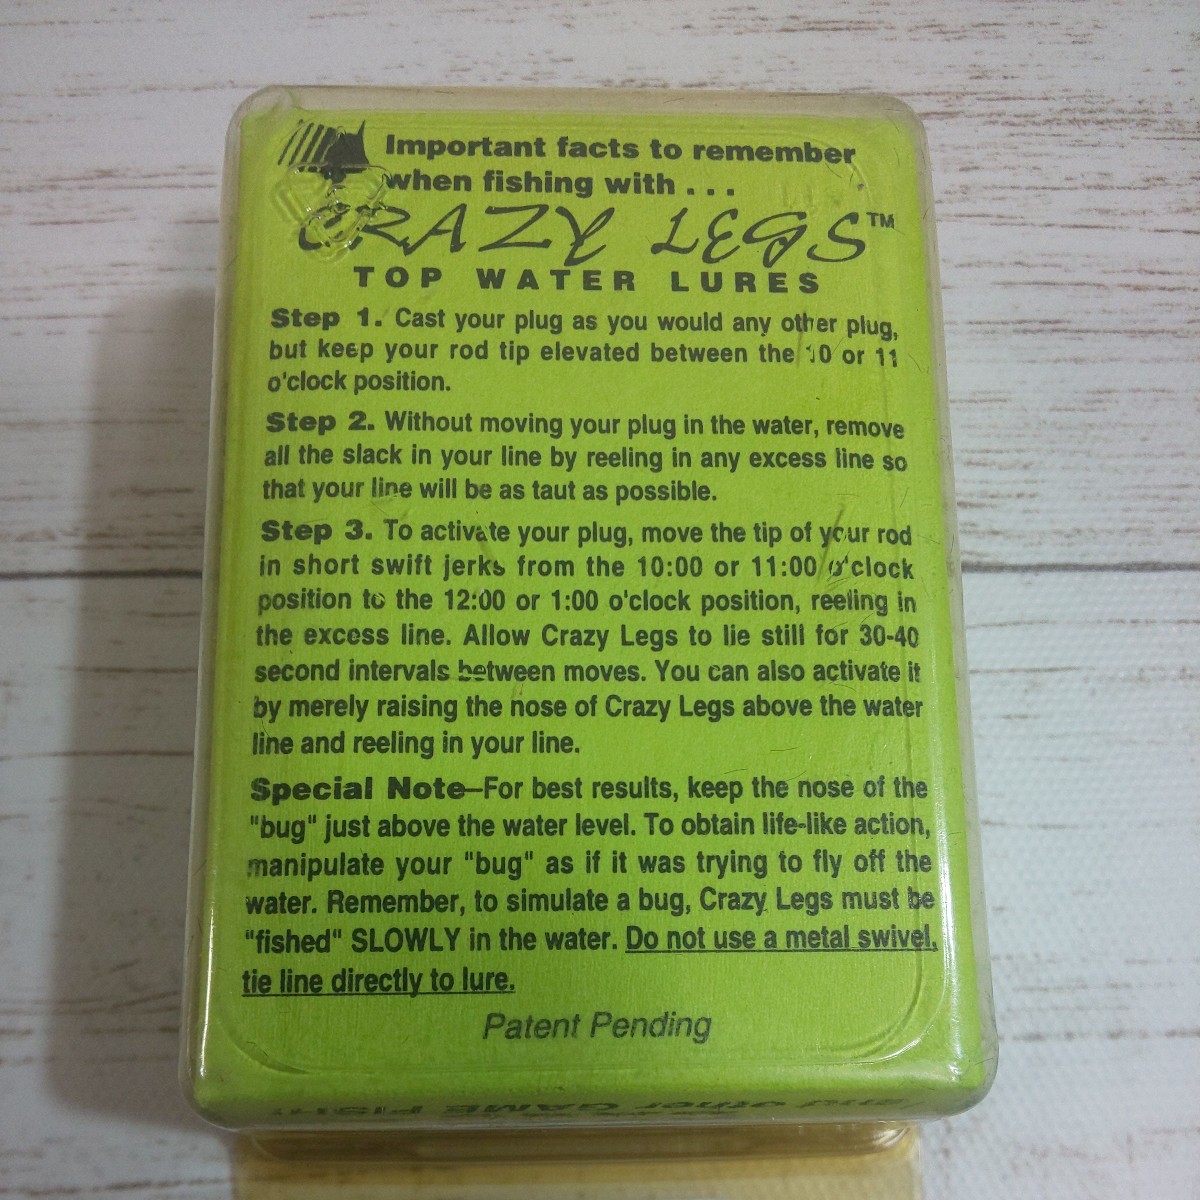 Important facts to remember
when fishing with . . .
CRAZY LEGS™
TOP WATER LURES
Step 1. Cast your plug as you would any other plug,
but keep your rod tip elevated between the 10 or 11
o'clock position.
Step 2. Without moving your plug in the water, remove
all the slack in your line by reeling in any excess line so
that your line will be as taut as possible.
Step 3. To activate your plug, move the tip of your rod
in short swift jerks from the 10:00 or 11:00 o'clock
position to the 12:00 or 1:00 o'clock position, reeling in
the excess line. Allow Crazy Legs to lie still for 30-40
second intervals between moves. You can also activate it
by merely raising the nose of Crazy Legs above the water
line and reeling in your line.
Special Note–For best results, keep the nose of the
"bug" just above the water level. To obtain life-like action,
manipulate your "bug" as if it was trying to fly off the
water. Remember, to simulate a bug, Crazy Legs must be
"fished" SLOWLY in the water. Do not use a metal swivel,
tie line directly to lure.
Patent Pending
and other GAME FISH